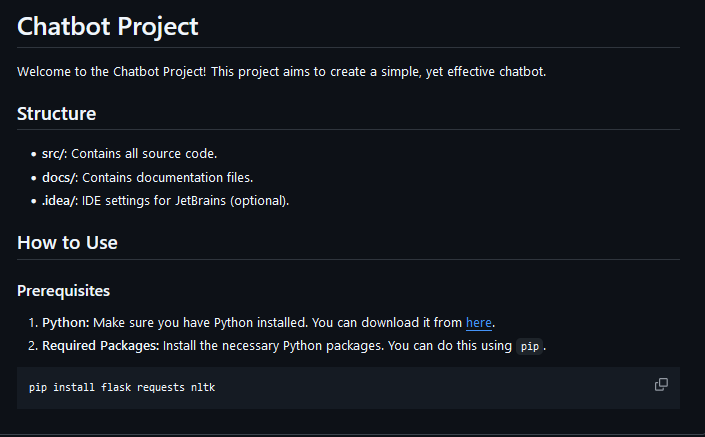 Chatbot Project
Welcome to the Chatbot Project! This project aims to create a simple, yet effective chatbot.
Structure
• src/: Contains all source code.
• docs/: Contains documentation files.
• .idea/: IDE settings for JetBrains (optional).
How to Use
Prerequisites
1. Python: Make sure you have Python installed. You can download it from here.
2. Required Packages: Install the necessary Python packages. You can do this using pip.
pip install flask requests nltk